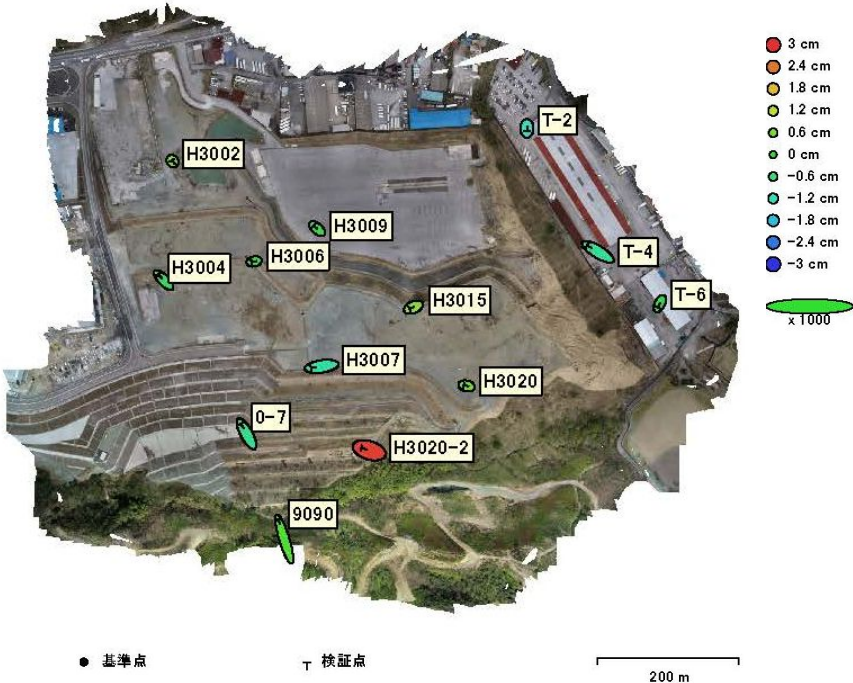 3 cm
2.4 cm
1.8 cm
1.2 cm
0.6 cm
0 cm
-0.6 cm
-1.2 cm
-1.8 cm
-2.4 cm
-3 cm
x 1000
T-2
H3002
H3009
T-4
H3006
H3004
T-6
H3015
H3007
H3020
0-7
H3020-2
9090
● 基準点
┬ 検証点
200 m